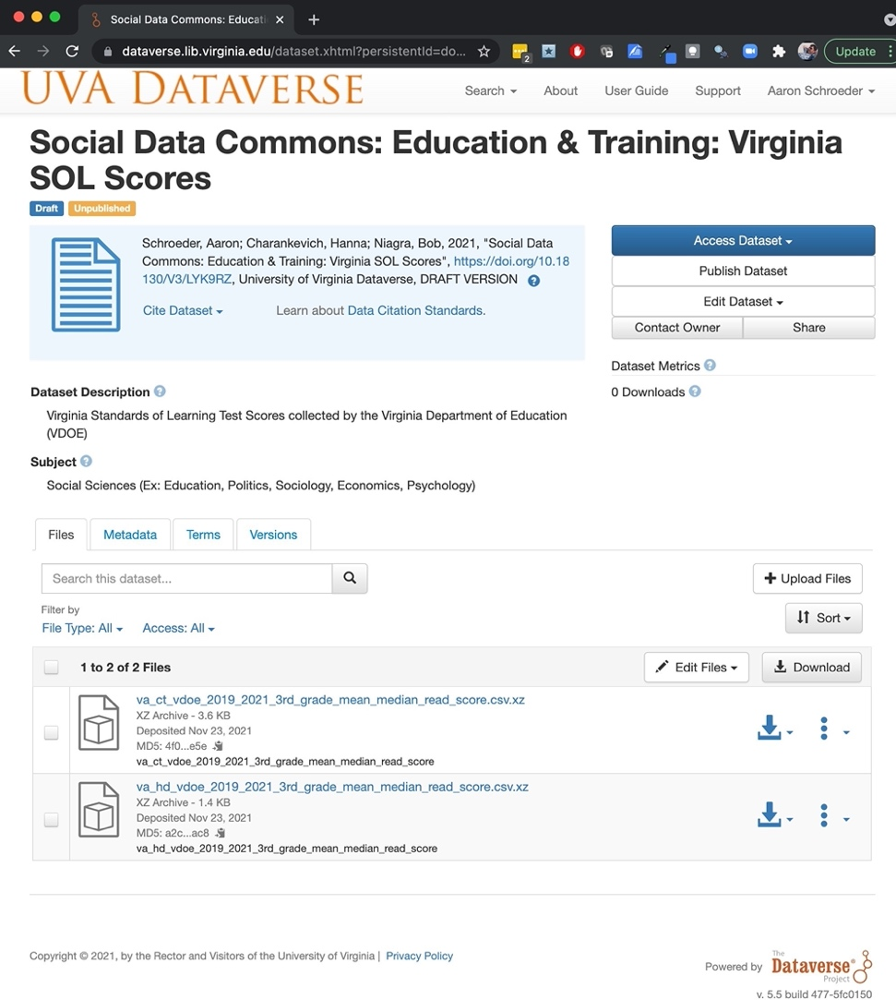 Social Data Commons: Educati
dataverse.lib.virginia.edu/dataset.xhtml?persistentId=do...
2
Update
UVA DATAVERSE
Search
About
User Guide
Support
Aaron Schroeder
Social Data Commons: Education & Training: Virginia
SOL Scores
Draft
Unpublished
Schroeder, Aaron; Charankevich, Hanna; Niagra, Bob, 2021, "Social Data
Commons: Education & Training: Virginia SOL Scores", https://doi.org/10.18
130/V3/LYK9RZ, University of Virginia Dataverse, DRAFT VERSION ?
Cite Dataset
Learn about Data Citation Standards.
Access Dataset
Publish Dataset
Edit Dataset
Contact Owner
Share
Dataset Metrics ?
0 Downloads ?
Dataset Description ?
Virginia Standards of Learning Test Scores collected by the Virginia Department of Education
(VDOE)
Subject ?
Social Sciences (Ex: Education, Politics, Sociology, Economics, Psychology)
Files
Metadata
Terms
Versions
Search this dataset...
Upload Files
Filter by
File Type: All
Access: All
Sort
1 to 2 of 2 Files
Edit Files
Download
va_ct_vdoe_2019_2021_3rd_grade_mean_median_read_score.csv.xz
XZ Archive - 3.6 KB
Deposited Nov 23, 2021
MD5: 4f0...e5e
va_ct_vdoe_2019_2021_3rd_grade_mean_median_read_score
va_hd_vdoe_2019_2021_3rd_grade_mean_median_read_score.csv.xz
XZ Archive - 1.4 KB
Deposited Nov 23, 2021
MD5: a2c...ac8
va_hd_vdoe_2019_2021_3rd_grade_mean_median_read_score
Copyright © 2021, by the Rector and Visitors of the University of Virginia | Privacy Policy
Powered by
The
Dataverse®
Project
v. 5.5 build 477-5fc0150